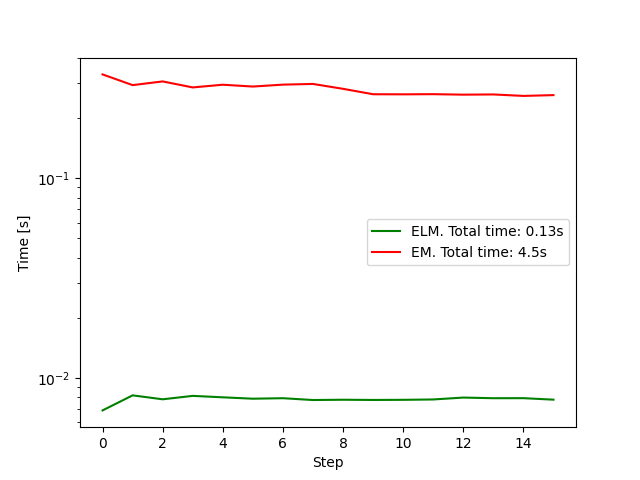 10⁻¹
10⁻²
Time [s]
ELM. Total time: 0.13s
EM. Total time: 4.5s
0 2 4 6 8 10 12 14
Step